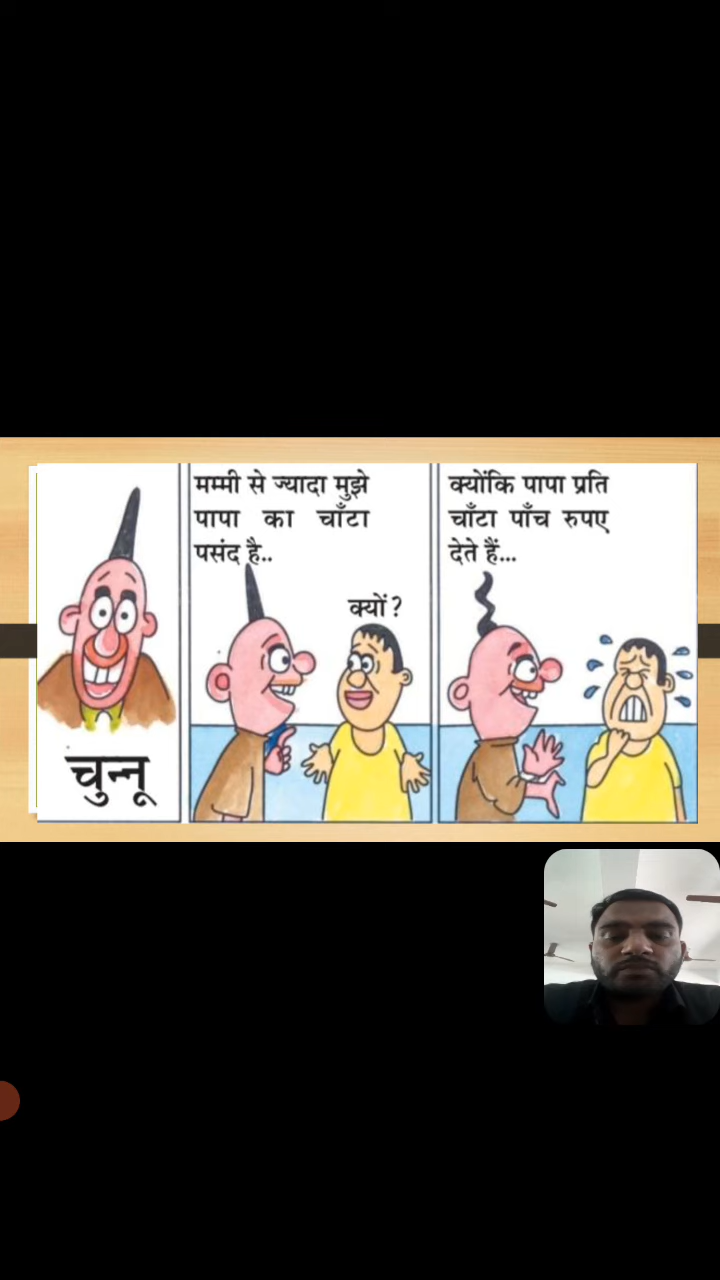 चुन्नू
मम्मी से ज्यादा मुझे
पापा का चाँटा
पसंद है..
क्यों?
क्योंकि पापा प्रति
चाँटा पाँच रुपए
देते हैं...